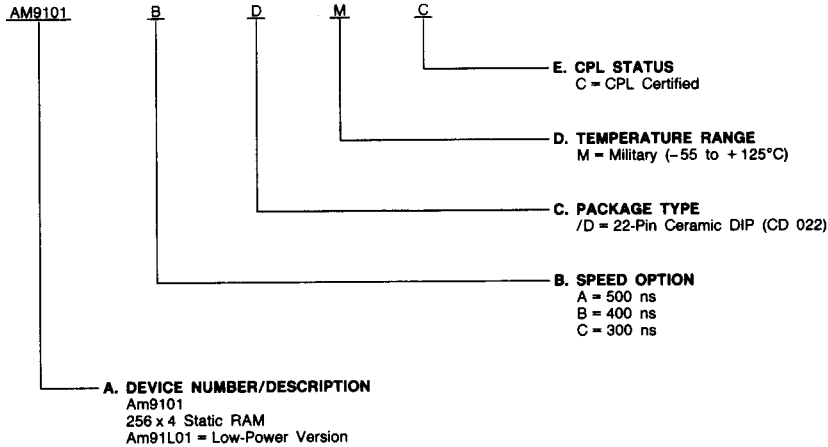 AM9101 B D M C
E. CPL STATUS
C = CPL Certified
D. TEMPERATURE RANGE
M = Military (–55 to +125°C)
C. PACKAGE TYPE
/D = 22-Pin Ceramic DIP (CD 022)
B. SPEED OPTION
A = 500 ns
B = 400 ns
C = 300 ns
A. DEVICE NUMBER/DESCRIPTION
Am9101
256 x 4 Static RAM
Am91L01 = Low-Power Version